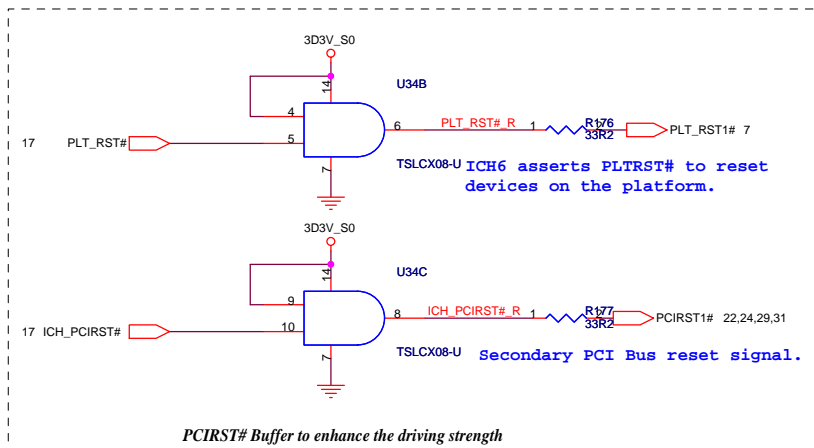 3D3V_S0
14
U34B
4
6
PLT_RST#_R
1
R176
2
PLT_RST1# 7
17
PLT_RST#
5
33R2
7
TSLCX08-U
ICH6 asserts PLTRST# to reset
devices on the platform.
3D3V_S0
14
U34C
9
8
ICH_PCIRST#_R
1
R177
2
PCIRST1# 22,24,29,31
17 ICH_PCIRST#
10
33R2
7
TSLCX08-U
Secondary PCI Bus reset signal.
PCIRST# Buffer to enhance the driving strength